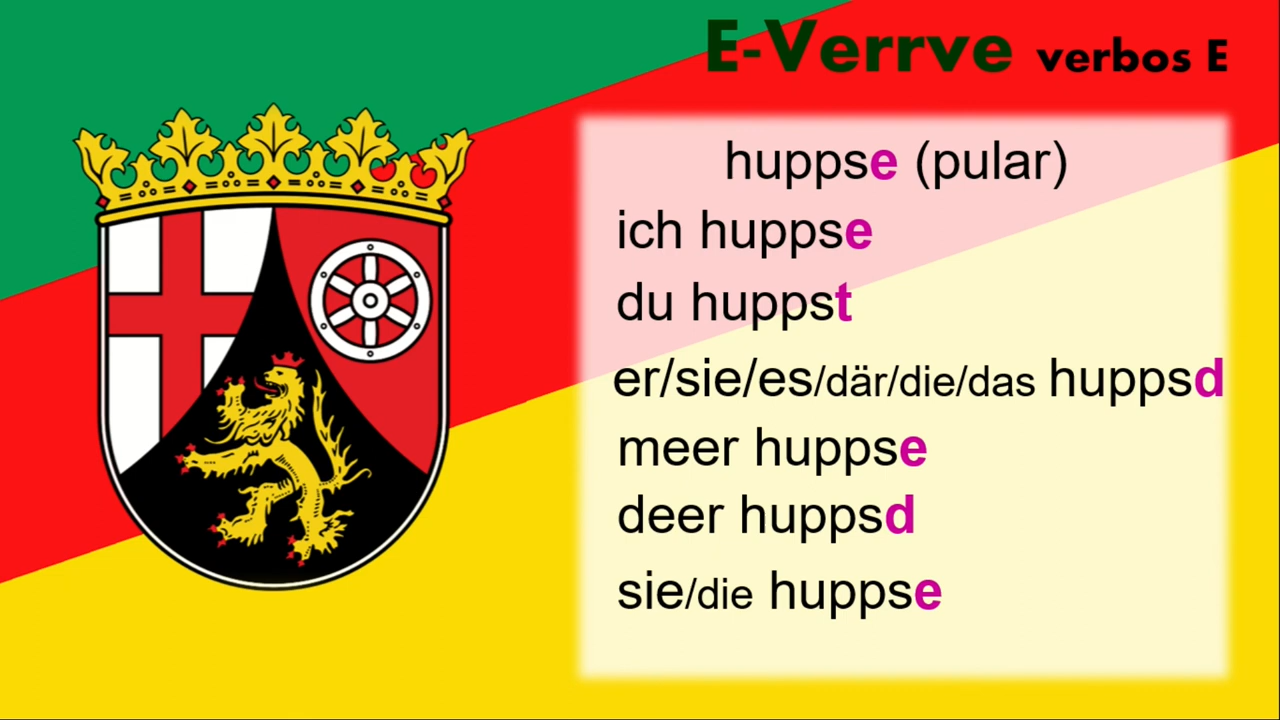 E-Verrve verbos E
huppse (pular)
ich huppse
du huppst
er/sie/es/där/die/das huppsd
meer huppse
deer huppsd
sie/die huppse